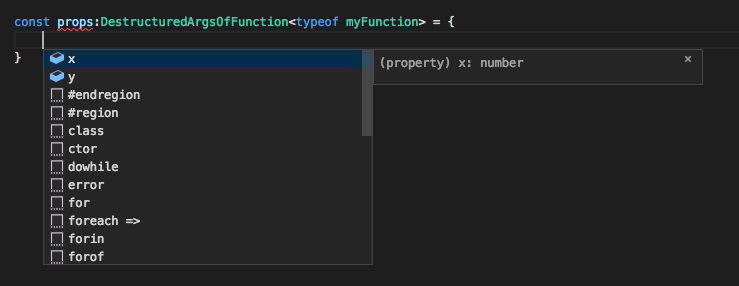 const props:DestructuredArgsOfFunction<typeof myFunction> = {
x
(property) x: number
×
y
#endregion
#region
class
ctor
dowhile
error
for
foreach =>
forin
forof
}